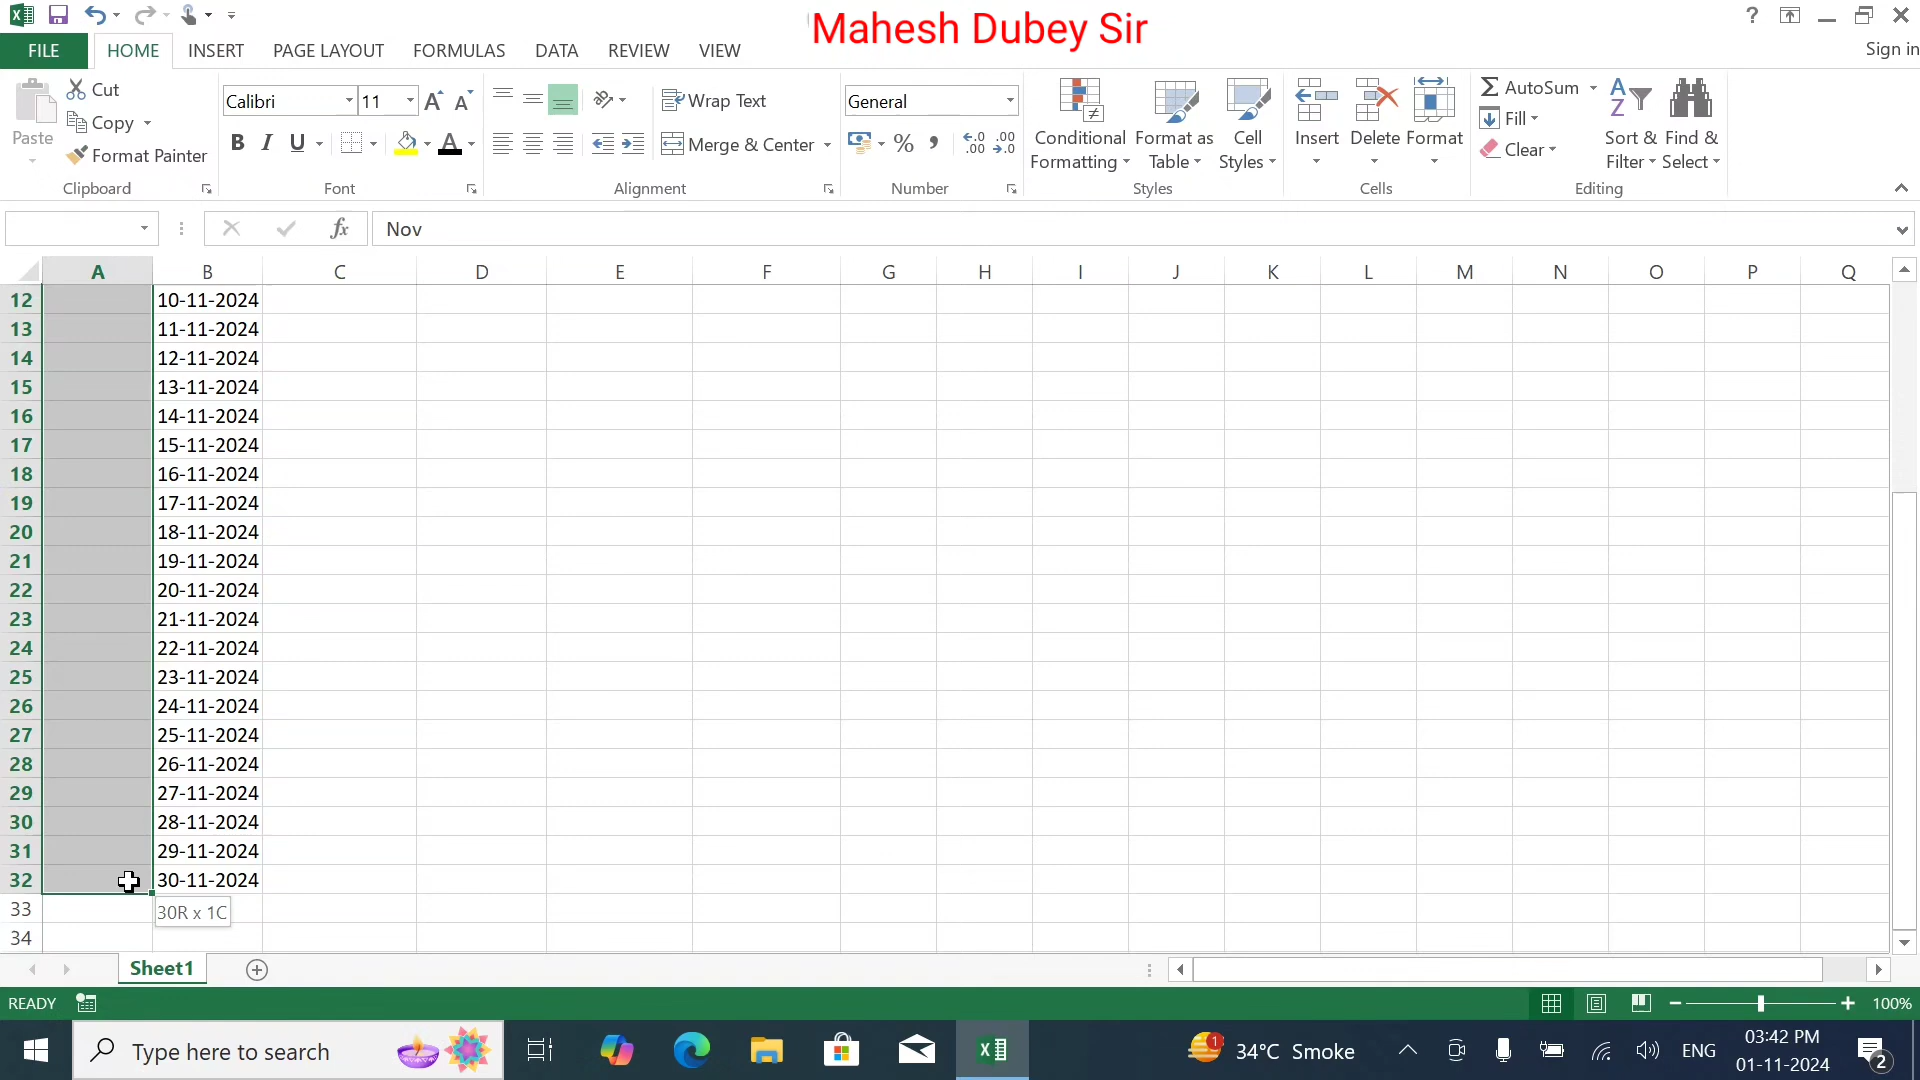 Mahesh Dubey Sir
Sign in
FILE HOME INSERT PAGE LAYOUT FORMULAS DATA REVIEW VIEW
Paste
Cut
Copy
Format Painter
Clipboard
Calibri 11
B I U A
Font
Wrap Text
Merge & Center
Alignment
General
% ,
Number
Conditional Formatting
Format as Table
Cell Styles
Styles
Insert
Delete
Format
Cells
AutoSum
Fill
Clear
Sort & Filter
Find & Select
Editing
fx Nov
A B C D E F G H I J K L M N O P Q
12 10-11-2024
13 11-11-2024
14 12-11-2024
15 13-11-2024
16 14-11-2024
17 15-11-2024
18 16-11-2024
19 17-11-2024
20 18-11-2024
21 19-11-2024
22 20-11-2024
23 21-11-2024
24 22-11-2024
25 23-11-2024
26 24-11-2024
27 25-11-2024
28 26-11-2024
29 27-11-2024
30 28-11-2024
31 29-11-2024
32 30-11-2024
33 30R x 1C
34
Sheet1
READY 100%
Type here to search
1 34°C Smoke ENG 03:42 PM
01-11-2024 2